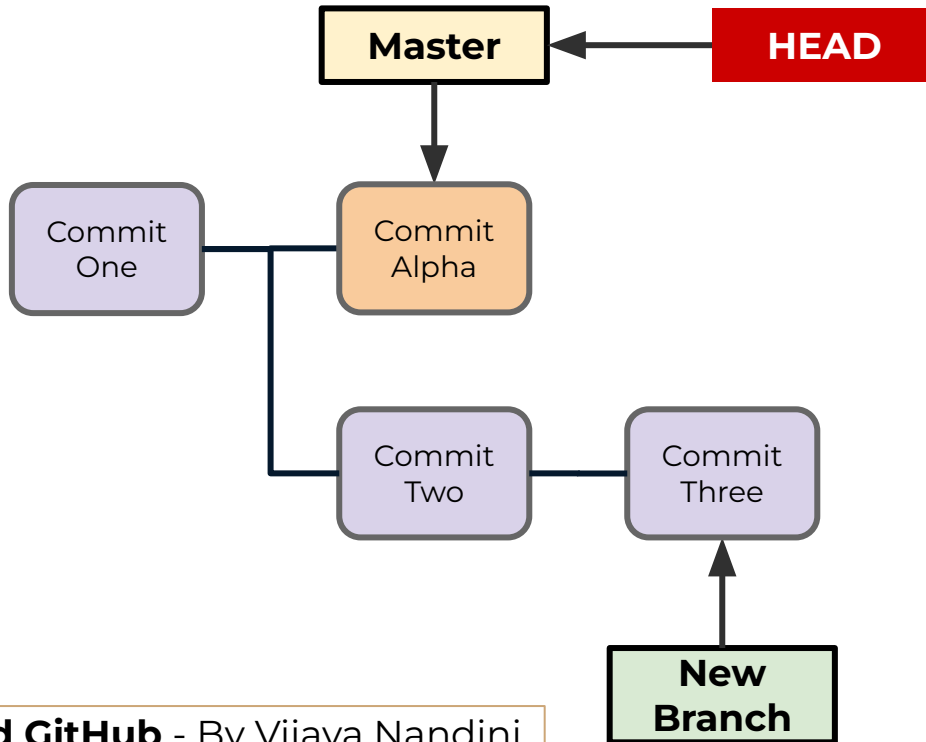 Master
HEAD
Commit
One
Commit
Alpha
Commit
Two
Commit
Three
New
Branch
GitHub - By Vijaya Nandini